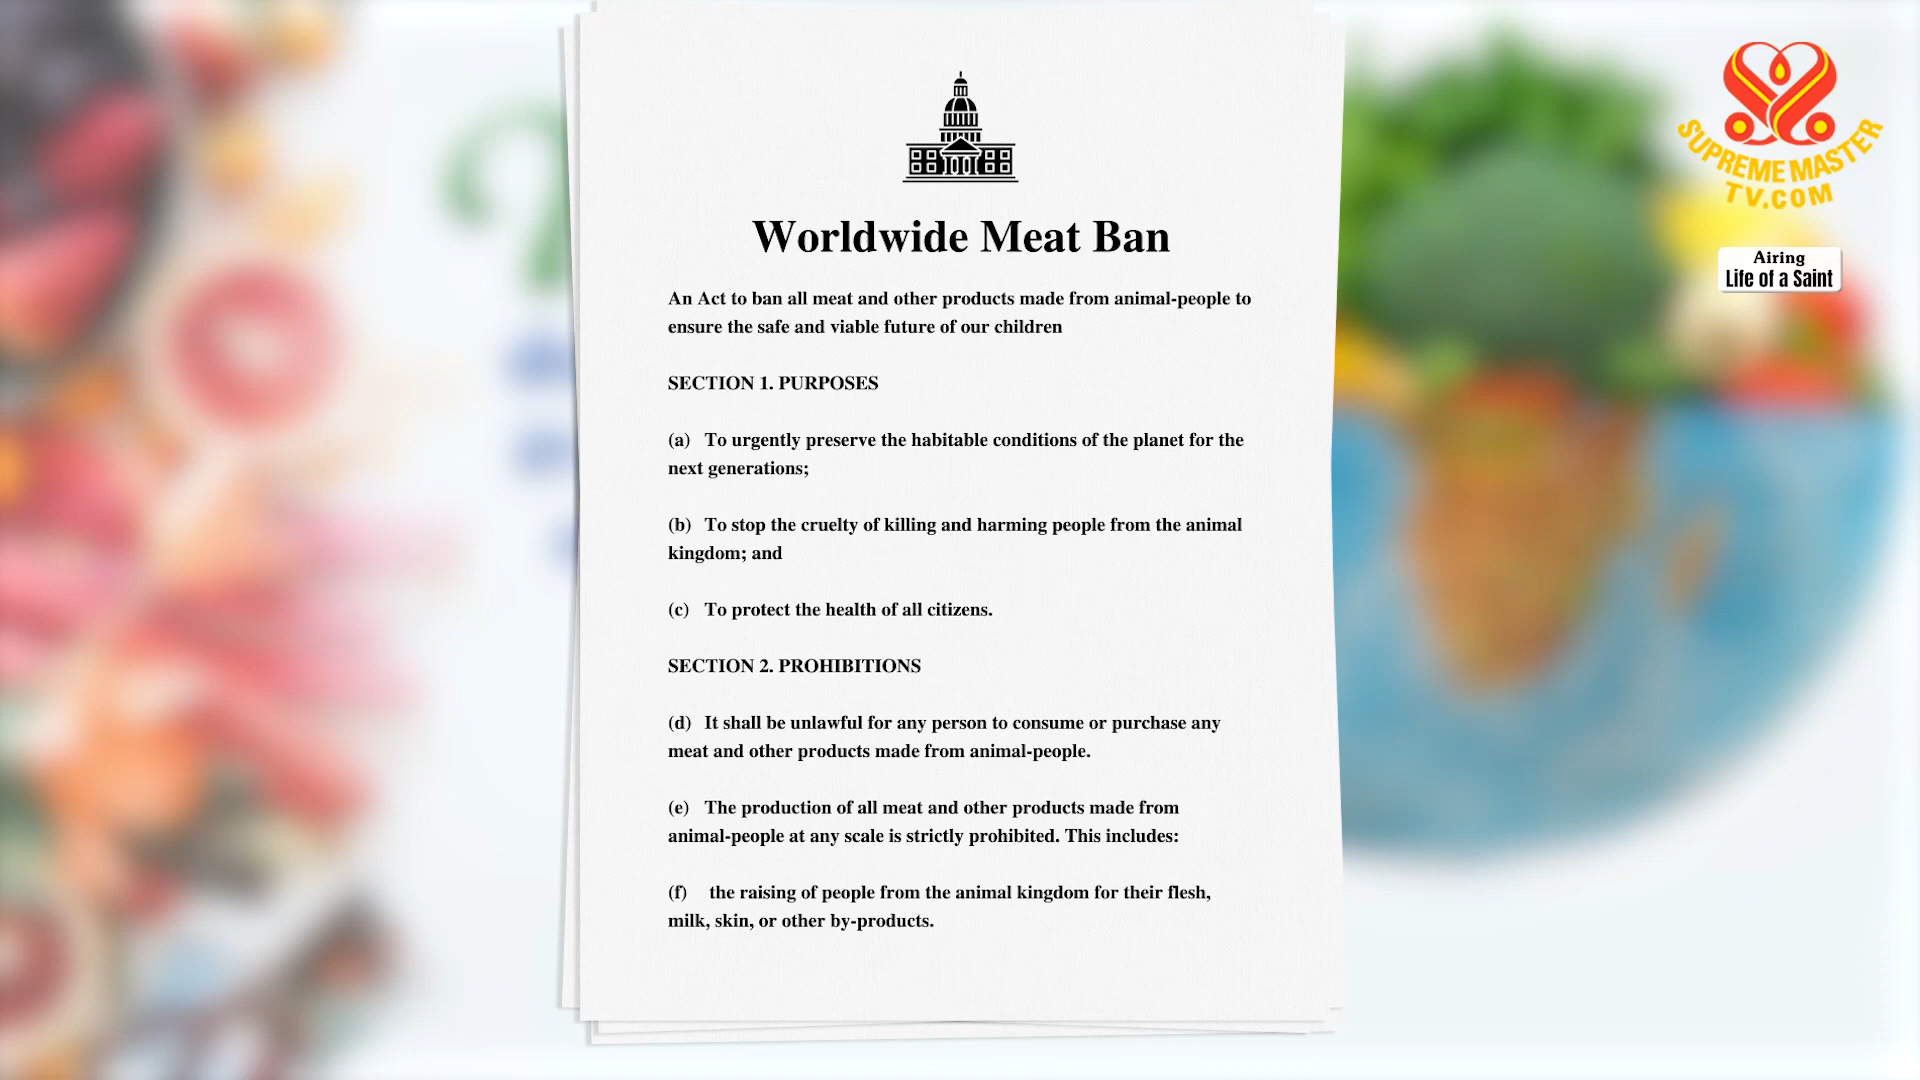 Worldwide Meat Ban
An Act to ban all meat and other products made from animal-people to
ensure the safe and viable future of our children
SECTION 1. PURPOSES
(a) To urgently preserve the habitable conditions of the planet for the
next generations;
(b) To stop the cruelty of killing and harming people from the animal
kingdom; and
(c) To protect the health of all citizens.
SECTION 2. PROHIBITIONS
(d) It shall be unlawful for any person to consume or purchase any
meat and other products made from animal-people.
(e) The production of all meat and other products made from
animal-people at any scale is strictly prohibited. This includes:
(f) the raising of people from the animal kingdom for their flesh,
milk, skin, or other by-products.
SUPREME MASTER
TV.COM
Airing
Life of a Saint